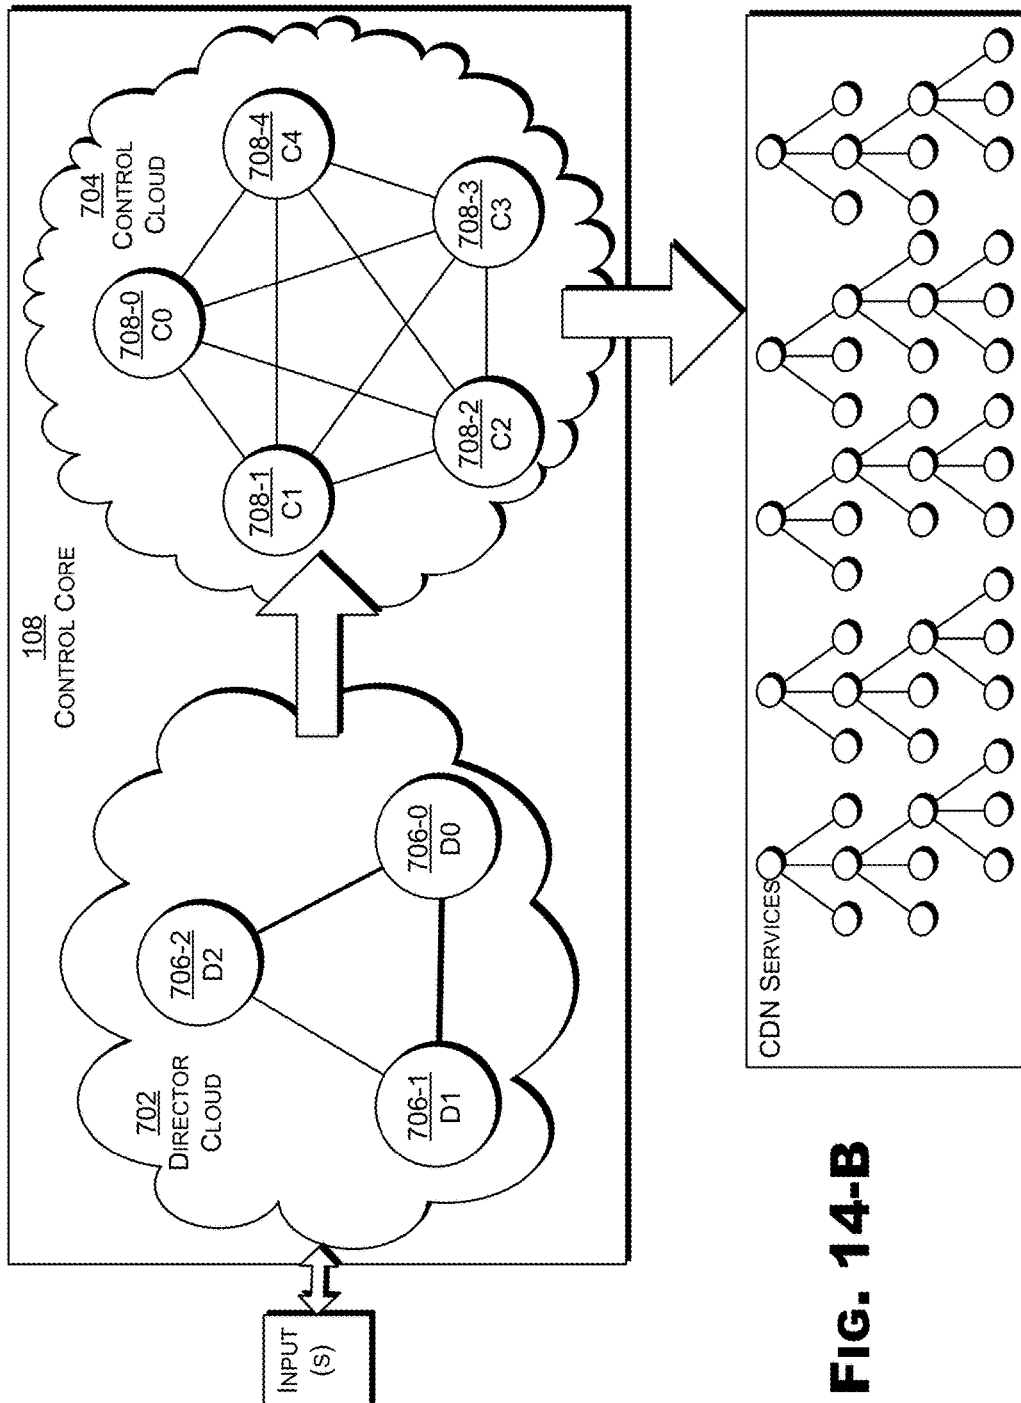 108
CONTROL CORE
702
DIRECTOR
CLOUD
706-2
D2
706-1
D1
706-0
D0
704
CONTROL
CLOUD
708-0
C0
708-1
C1
708-4
C4
708-2
C2
708-3
C3
INPUT
(S)
CDN SERVICES
FIG. 14-B